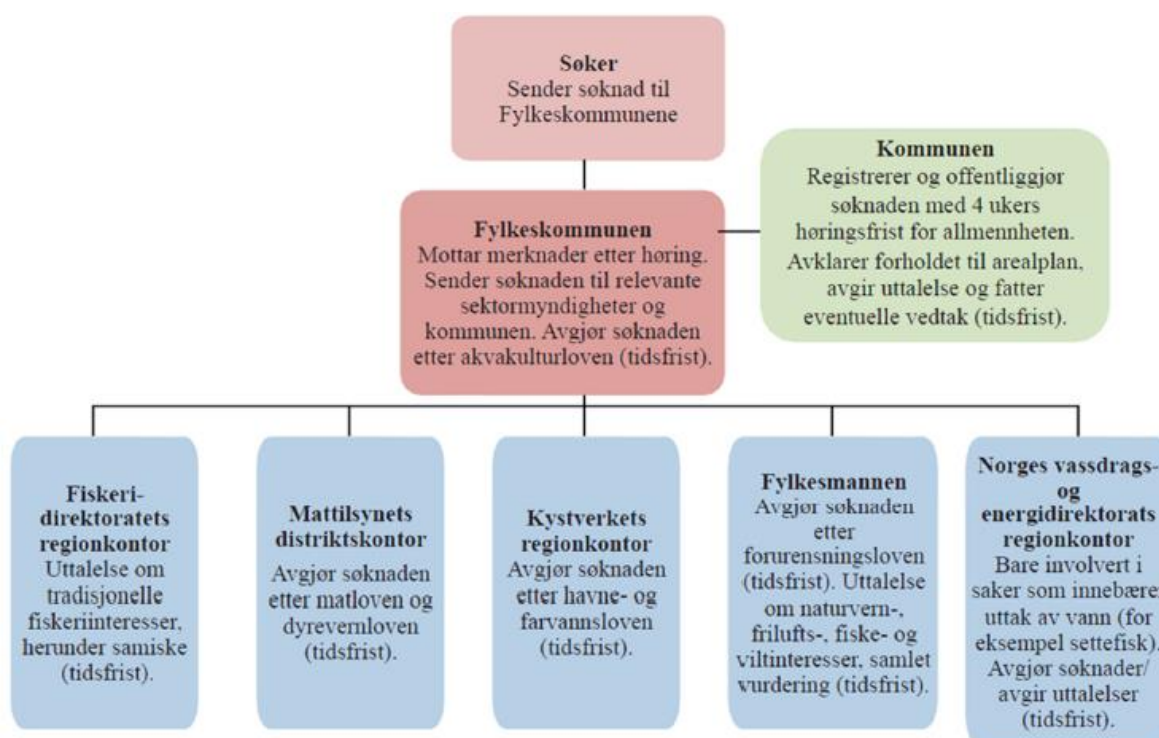 Søker
Sender søknad til
Fylkeskommunene
Kommunen
Registrerer og offentliggjør
søknaden med 4 ukers
høringsfrist for allmennheten.
Avklarer forholdet til arealplan,
avgir uttalelse og fatter
eventuelle vedtak (tidsfrist).
Fylkeskommunen
Mottar merknader etter høring.
Sender søknaden til relevante
sektormyndigheter og
kommunen. Avgjør søknaden
etter akvakulturloven (tidsfrist).
Fiskeri-
direktoratets
regionkontor
Uttalelse om
tradisjonelle
fiskeriinteresser,
herunder samiske
(tidsfrist).
Mattilsynets
distriktskontor
Avgjør søknaden
etter matloven og
dyrevernloven
(tidsfrist).
Kystverkets
regionkontor
Avgjør søknaden
etter havne- og
farvannsloven
(tidsfrist).
Fylkesmannen
Avgjør søknaden
etter
forurensningsloven
(tidsfrist). Uttalelse
om naturvern-,
frilufts-, fiske- og
viltinteresser, samlet
vurdering (tidsfrist).
Norges vassdrags-
og
energidirektorats
regionkontor
Bare involvert i
saker som innebærer
uttak av vann (for
eksempel settefisk).
Avgjør søknader/
avgir uttalelser
(tidsfrist).